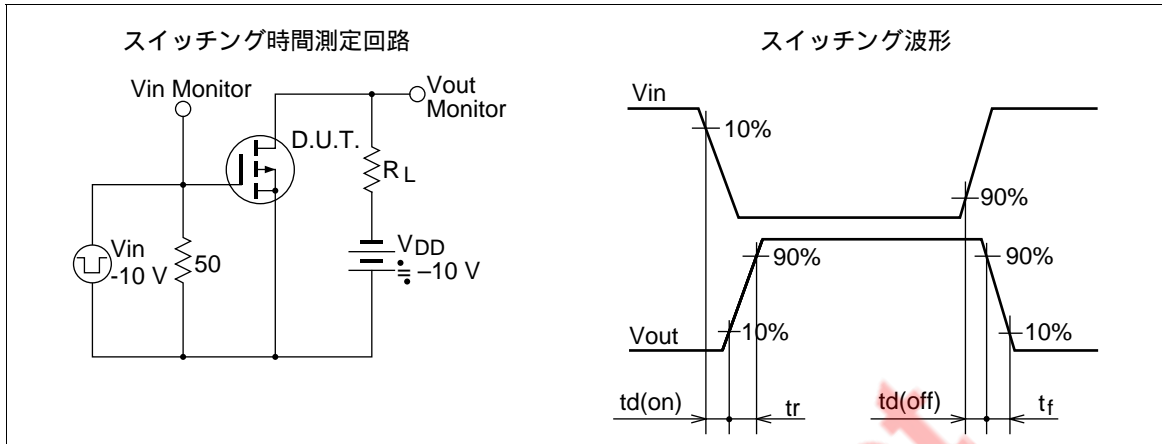 スイッチング時間測定回路
Vin Monitor
Vout
Monitor
D.U.T.
RL
Vin
-10 V
50
VDD
≒ –10 V
スイッチング波形
Vin
10%
90%
90%
90%
10%
10%
Vout
td(on)
tr
td(off)
tf